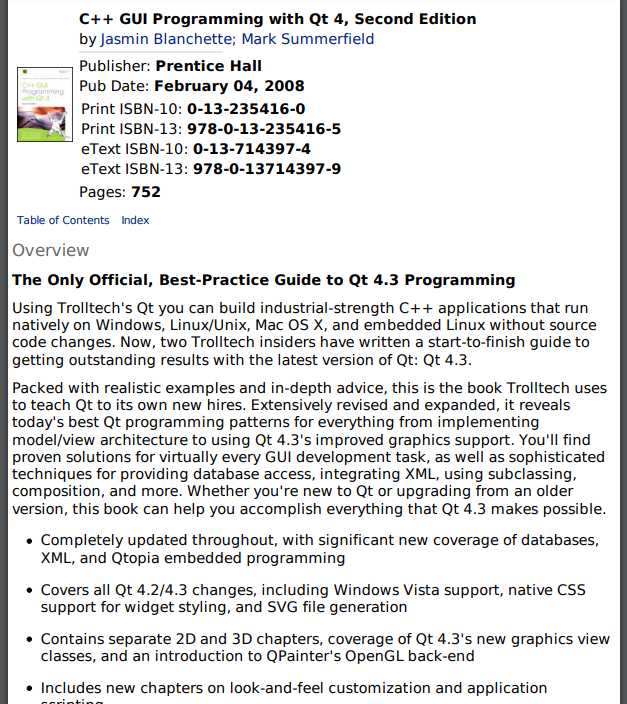 C++ GUI Programming with Qt 4, Second Edition
by Jasmin Blanchette; Mark Summerfield
Publisher: Prentice Hall
Pub Date: February 04, 2008
Print ISBN-10: 0-13-235416-0
Print ISBN-13: 978-0-13-235416-5
eText ISBN-10: 0-13-714397-4
eText ISBN-13: 978-0-13714397-9
Pages: 752
C++ GUI
Programming
with Qt 4
Table of Contents Index
Overview
The Only Official, Best-Practice Guide to Qt 4.3 Programming
Using Trolltech's Qt you can build industrial-strength C++ applications that run
natively on Windows, Linux/Unix, Mac OS X, and embedded Linux without source
code changes. Now, two Trolltech insiders have written a start-to-finish guide to
getting outstanding results with the latest version of Qt: Qt 4.3.
Packed with realistic examples and in-depth advice, this is the book Trolltech uses
to teach Qt to its own new hires. Extensively revised and expanded, it reveals
today's best Qt programming patterns for everything from implementing
model/view architecture to using Qt 4.3's improved graphics support. You'll find
proven solutions for virtually every GUI development task, as well as sophisticated
techniques for providing database access, integrating XML, using subclassing,
composition, and more. Whether you're new to Qt or upgrading from an older
version, this book can help you accomplish everything that Qt 4.3 makes possible.
• Completely updated throughout, with significant new coverage of databases,
XML, and Qtopia embedded programming
• Covers all Qt 4.2/4.3 changes, including Windows Vista support, native CSS
support for widget styling, and SVG file generation
• Contains separate 2D and 3D chapters, coverage of Qt 4.3's new graphics view
classes, and an introduction to QPainter's OpenGL back-end
• Includes new chapters on look-and-feel customization and application
scripting